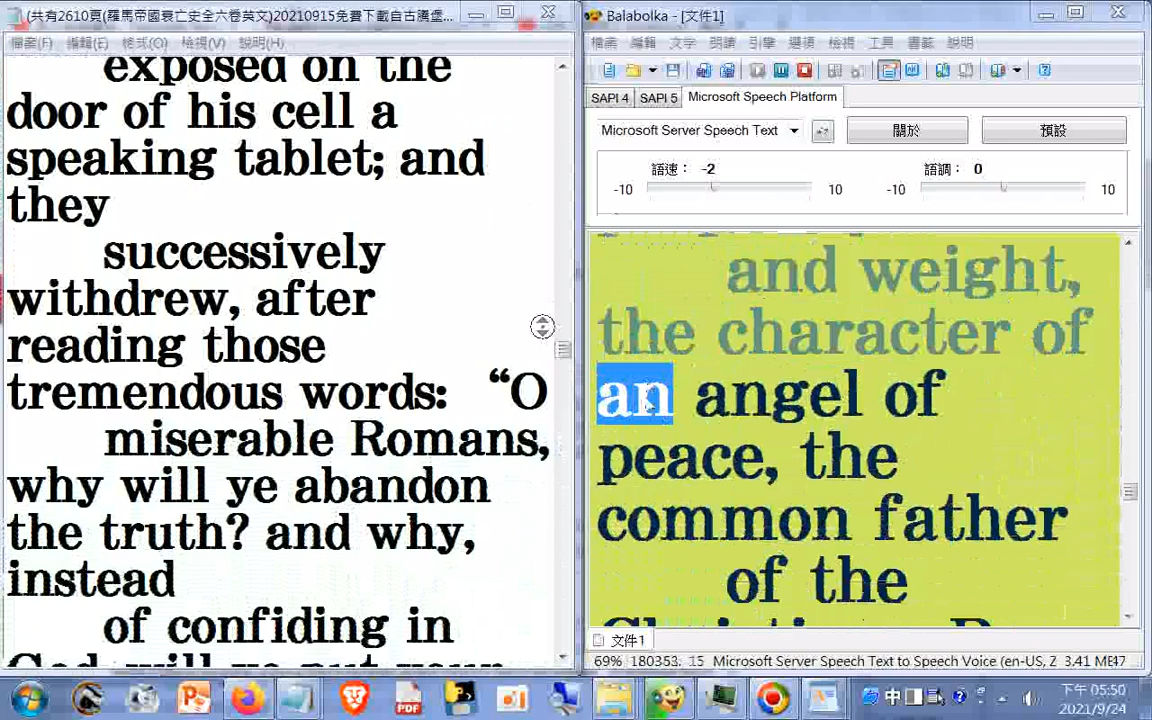 (共有2610頁(羅馬帝國衰亡史全六卷英文)20210915免費下載自古騰堡...
檔案(F) 編輯(E) 格式(O) 檢視(V) 說明(H)
exposed on the
door of his cell a
speaking tablet; and
they
successively
withdrew, after
reading those
tremendous words: “O
miserable Romans,
why will ye abandon
the truth? and why,
instead
of confiding in
God, will ye put your
Balabolka - [文件1]
檔案 編輯 文字 朗讀 引擎 選項 檢視 工具 書籤 說明
SAPI 4 SAPI 5 Microsoft Speech Platform
Microsoft Server Speech Text 關於 預設
語速： -2 語調： 0
-10 10 -10 10
and weight,
the character of
an angel of
peace, the
common father
of the
文件1
69% 180353. 15 Microsoft Server Speech Text to Speech Voice (en-US, Z 3.41 ME47
中
下午 05:50
2021/9/24